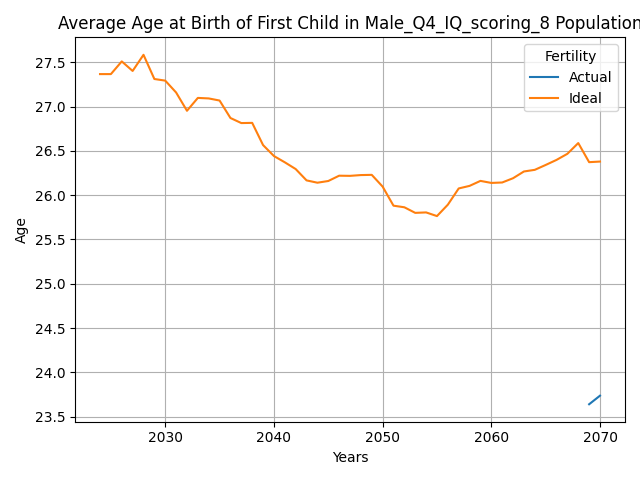 Average Age at Birth of First Child in Male_Q4_IQ_scoring_8 Population
Fertility
Actual
Ideal
27.5
27.0
26.5
26.0
25.5
25.0
24.5
24.0
23.5
Age
2030
2040
2050
2060
2070
Years